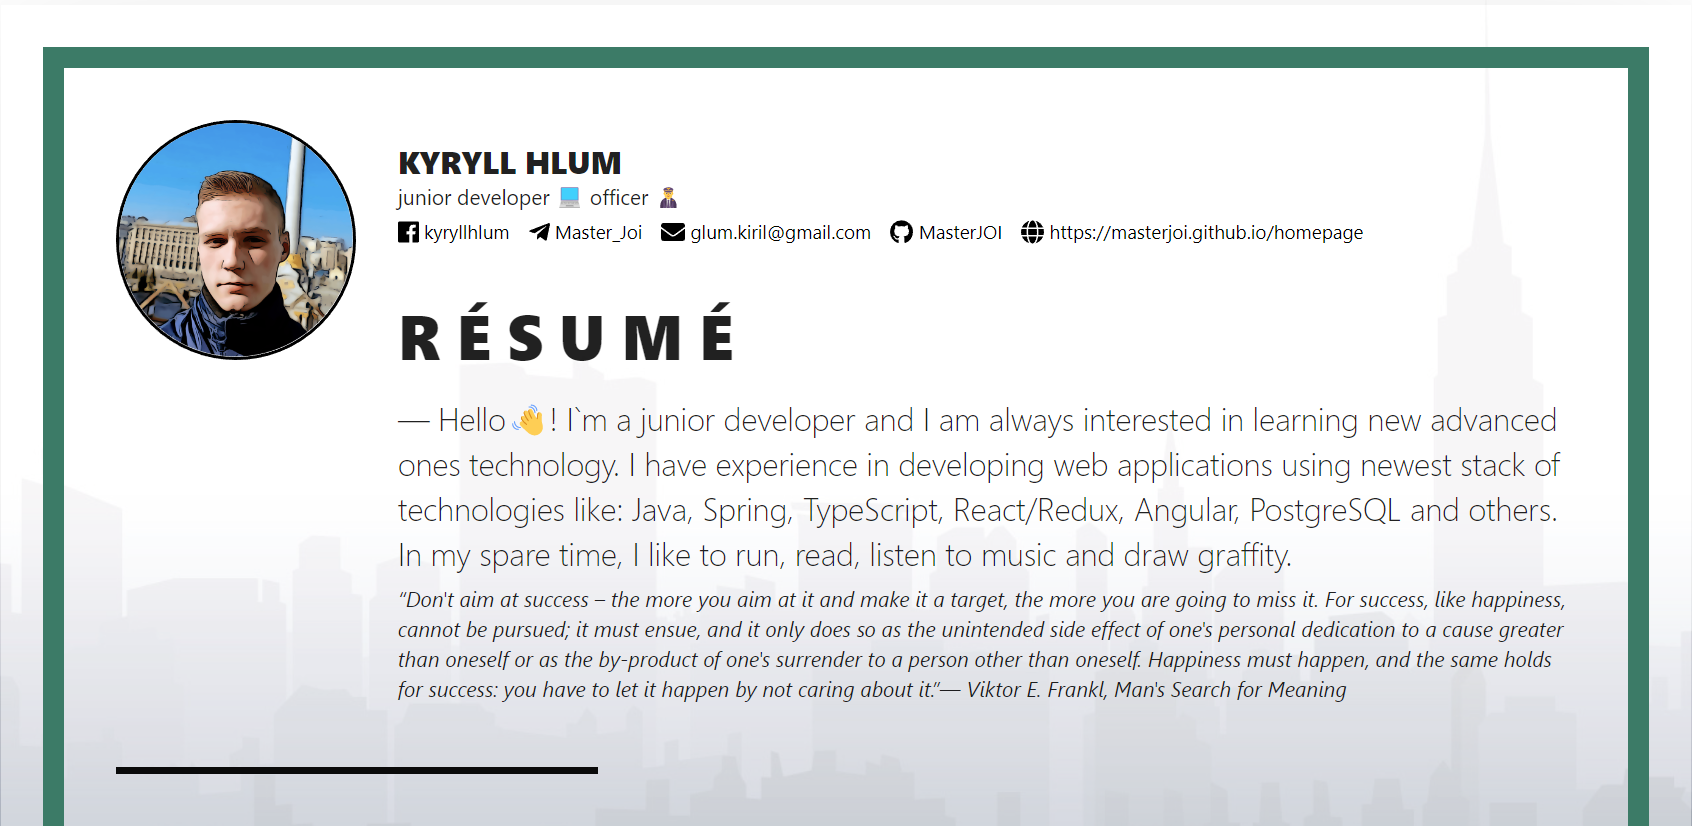 KYRYLL HLUM
junior developer 💻 officer 👨‍✈️
kyryllhlum Master_Joi glum.kiril@gmail.com MasterJOI https://masterjoi.github.io/homepage
RÉSUMÉ
— Hello 👋! I`m a junior developer and I am always interested in learning new advanced
ones technology. I have experience in developing web applications using newest stack of
technologies like: Java, Spring, TypeScript, React/Redux, Angular, PostgreSQL and others.
In my spare time, I like to run, read, listen to music and draw graffity.
“Don't aim at success – the more you aim at it and make it a target, the more you are going to miss it. For success, like happiness,
cannot be pursued; it must ensue, and it only does so as the unintended side effect of one's personal dedication to a cause greater
than oneself or as the by-product of one's surrender to a person other than oneself. Happiness must happen, and the same holds
for success: you have to let it happen by not caring about it.”— Viktor E. Frankl, Man's Search for Meaning